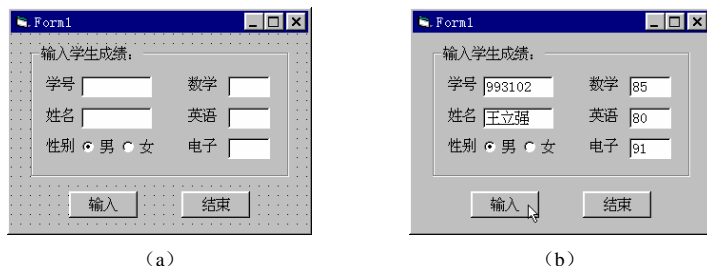 Form1
输入学生成绩：
学号 数学
姓名 英语
性别 男 女 电子
输入 结束
（a）
Form1
输入学生成绩：
学号 993102 数学 85
姓名 王立强 英语 80
性别 男 女 电子 91
输入 结束
（b）